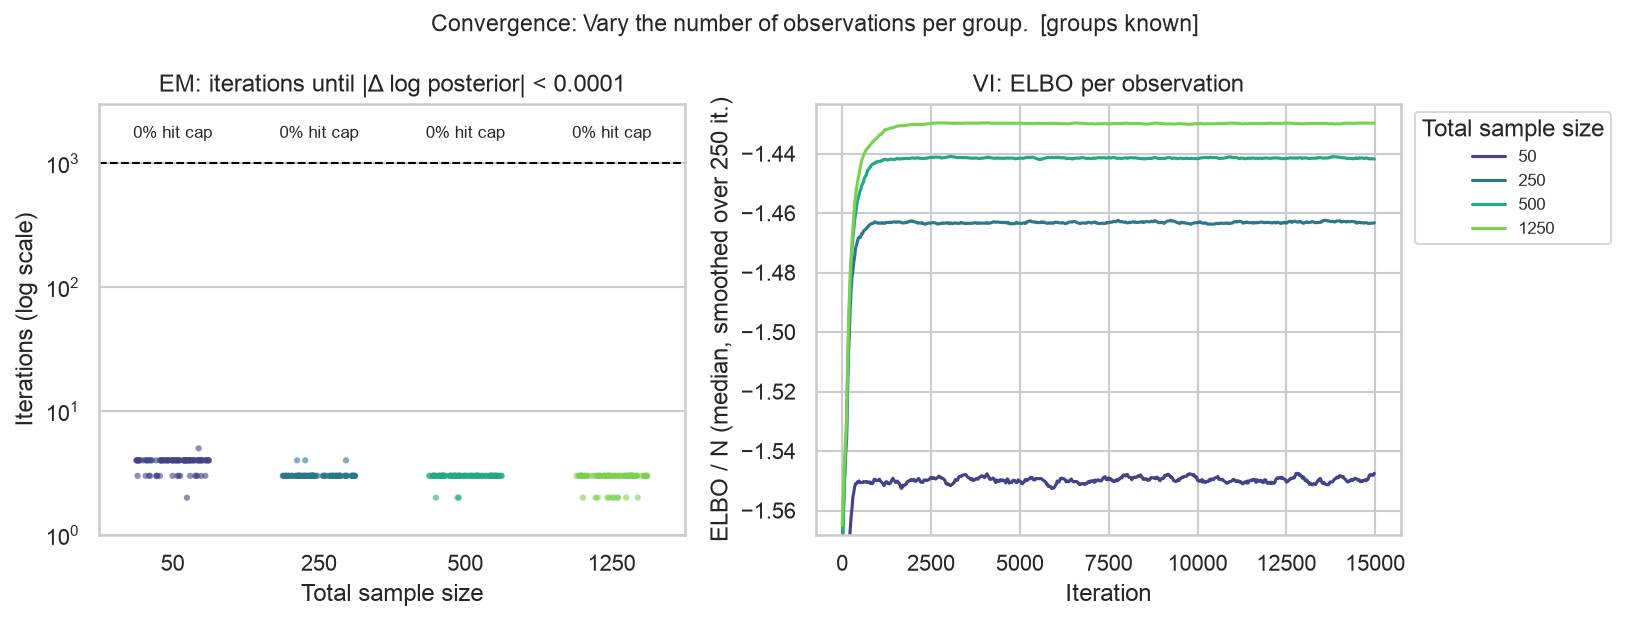 Convergence: Vary the number of observations per group.  [groups known]
EM: iterations until |Δ log posterior| < 0.0001
0% hit cap 0% hit cap 0% hit cap 0% hit cap
10³
10²
10¹
10⁰
Iterations (log scale)
50 250 500 1250
Total sample size
VI: ELBO per observation
ELBO / N (median, smoothed over 250 it.)
−1.44
−1.46
−1.48
−1.50
−1.52
−1.54
−1.56
0 2500 5000 7500 10000 12500 15000
Iteration
Total sample size
50
250
500
1250